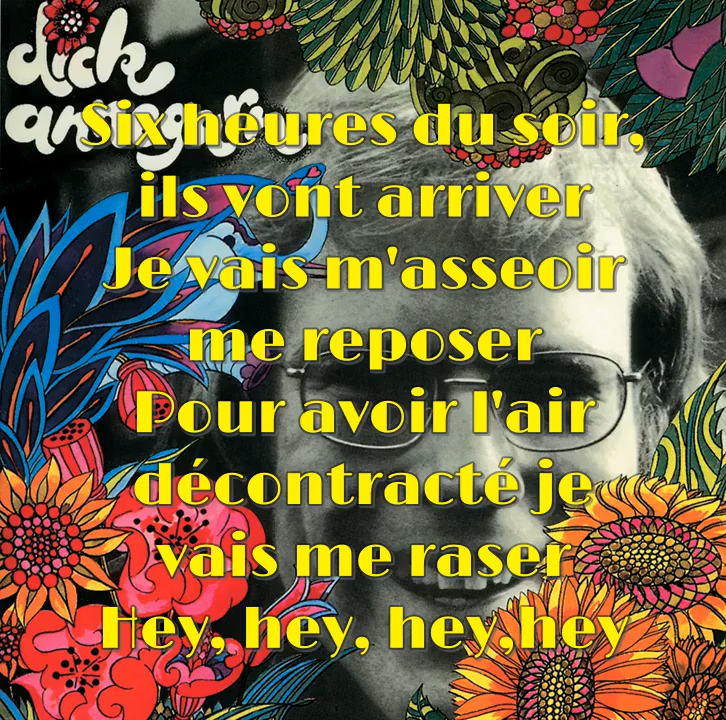 dick
annegarn
Six heures du soir,
ils vont arriver
Je vais m'asseoir
me reposer
Pour avoir l'air
décontracté je
vais me raser
Hey, hey, hey,hey